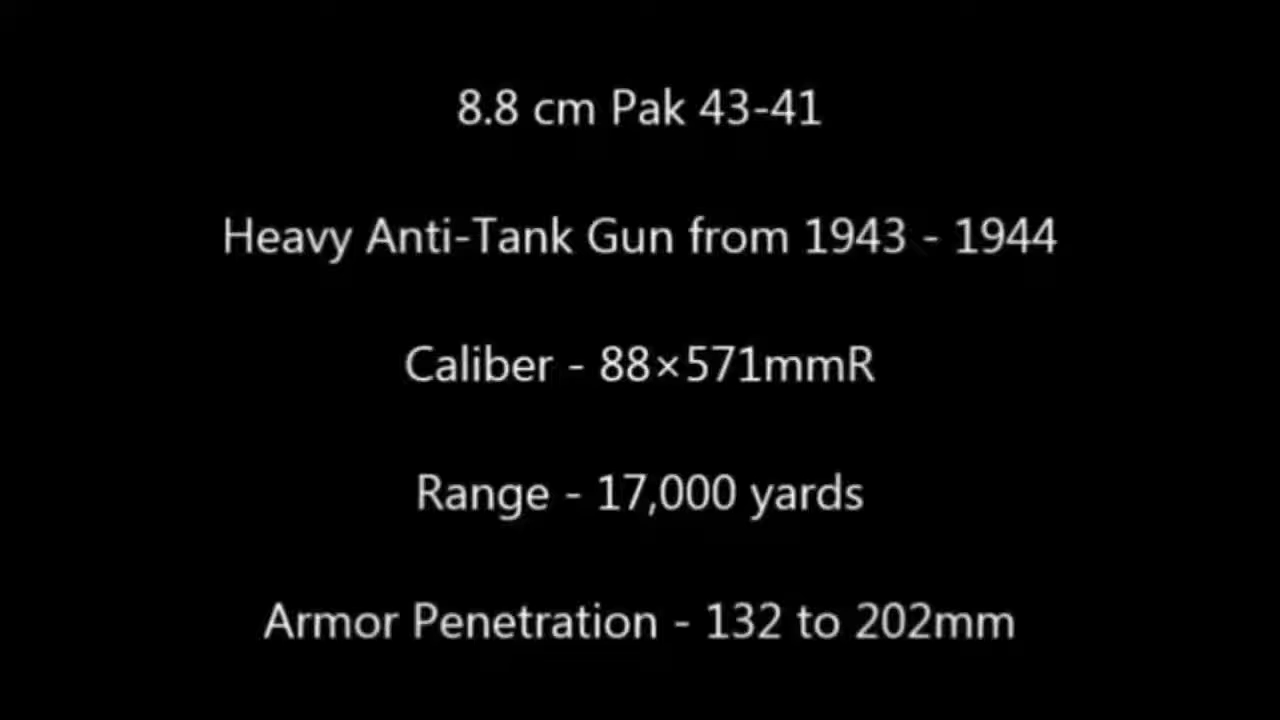 8.8 cm Pak 43-41
Heavy Anti-Tank Gun from 1943 - 1944
Caliber - 88×571mmR
Range - 17,000 yards
Armor Penetration - 132 to 202mm